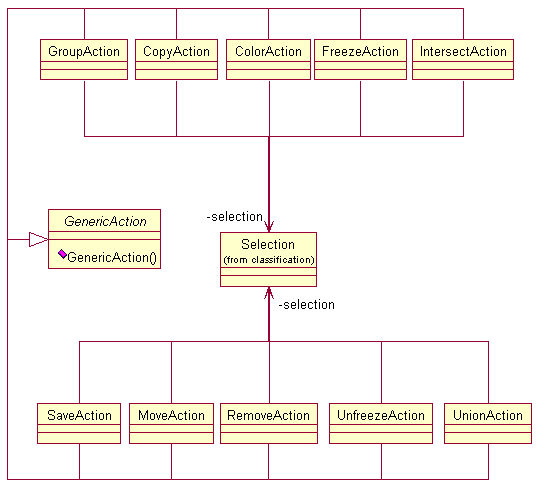 GroupAction
CopyAction
ColorAction
FreezeAction
IntersectAction
GenericAction
GenericAction()
-selection
Selection
(from classification)
-selection
SaveAction
MoveAction
RemoveAction
UnfreezeAction
UnionAction